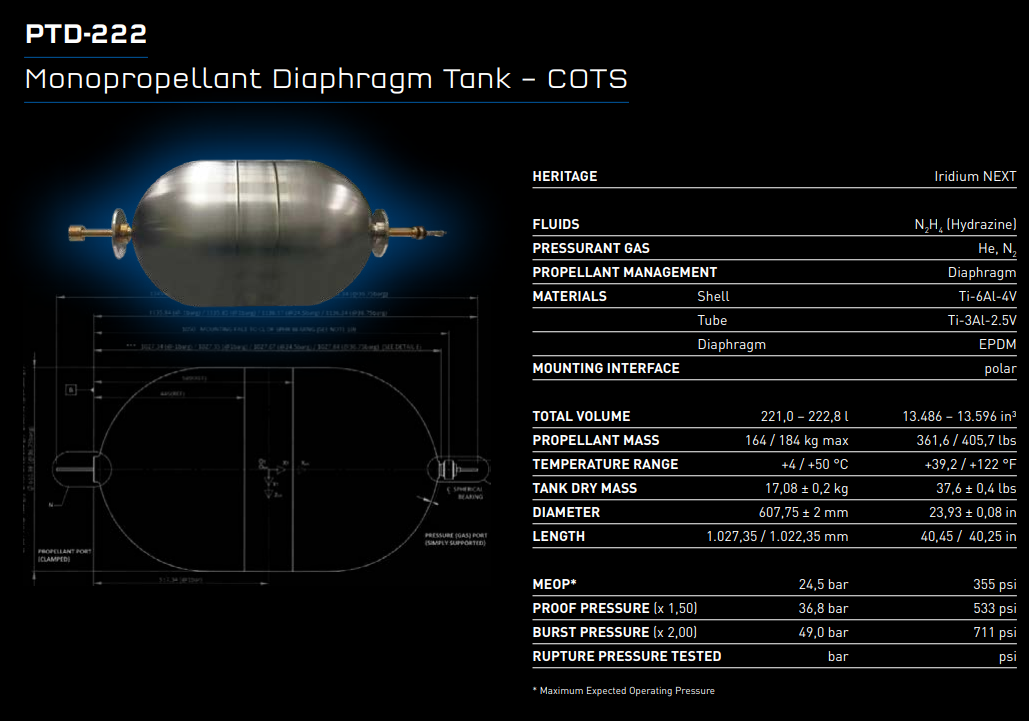 PTD-222
Monopropellant Diaphragm Tank – COTS
HERITAGE Iridium NEXT
FLUIDS N₂H₄ (Hydrazine)
PRESSURANT GAS He, N₂
PROPELLANT MANAGEMENT Diaphragm
MATERIALS Shell Ti-6Al-4V
Tube Ti-3Al-2.5V
Diaphragm EPDM
MOUNTING INTERFACE polar
TOTAL VOLUME 221,0 – 222,8 l 13.486 – 13.596 in³
PROPELLANT MASS 164 / 184 kg max 361,6 / 405,7 lbs
TEMPERATURE RANGE +4 / +50 °C +39,2 / +122 °F
TANK DRY MASS 17,08 ± 0,2 kg 37,6 ± 0,4 lbs
DIAMETER 607,75 ± 2 mm 23,93 ± 0,08 in
LENGTH 1.027,35 / 1.022,35 mm 40,45 / 40,25 in
MEOP* 24,5 bar 355 psi
PROOF PRESSURE (x 1,50) 36,8 bar 533 psi
BURST PRESSURE (x 2,00) 49,0 bar 711 psi
RUPTURE PRESSURE TESTED bar psi
* Maximum Expected Operating Pressure
B
N
SPHERICAL
BEARING
PROPELLANT PORT
(CLAMPED)
PRESSURE (GAS) PORT
(SIMPLY SUPPORTED)